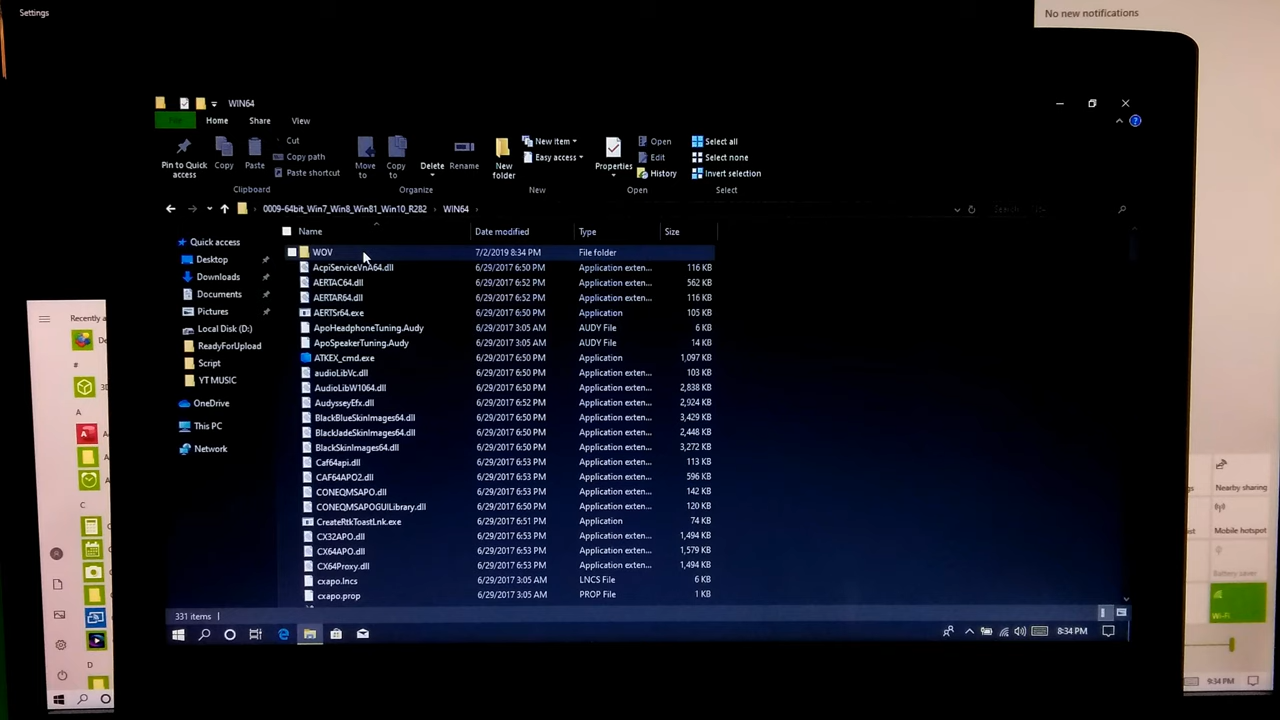 Settings
No new notifications
WIN64
File
Home
Share
View
Pin to Quick access
Copy
Paste
Cut
Copy path
Paste shortcut
Clipboard
Move to
Copy to
Delete
Rename
Organize
New folder
New item
Easy access
New
Properties
Open
Edit
History
Open
Select all
Select none
Invert selection
Select
0009-64bit_Win7_Win8_Win81_Win10_R282
WIN64
Name
Date modified
Type
Size
Quick access
Desktop
Downloads
Documents
Pictures
Local Disk (D:)
ReadyForUpload
Script
YT MUSIC
OneDrive
This PC
Network
WOV 7/2/2019 8:34 PM File folder
AcpiServiceVnA64.dll 6/29/2017 6:50 PM Application exten... 116 KB
AERTAC64.dll 6/29/2017 6:52 PM Application exten... 562 KB
AERTAR64.dll 6/29/2017 6:52 PM Application exten... 116 KB
AERTSr64.exe 6/29/2017 6:50 PM Application 105 KB
ApoHeadphoneTuning.Audy 6/29/2017 3:05 AM AUDY File 6 KB
ApoSpeakerTuning.Audy 6/29/2017 3:05 AM AUDY File 14 KB
ATKEX_cmd.exe 6/29/2017 6:50 PM Application 1,097 KB
audioLibVc.dll 6/29/2017 6:50 PM Application exten... 103 KB
AudioLibW1064.dll 6/29/2017 6:50 PM Application exten... 2,838 KB
AudysseyEfx.dll 6/29/2017 6:52 PM Application exten... 2,924 KB
BlackBlueSkinImages64.dll 6/29/2017 6:50 PM Application exten... 3,429 KB
BlackJadeSkinImages64.dll 6/29/2017 6:50 PM Application exten... 2,448 KB
BlackSkinImages64.dll 6/29/2017 6:50 PM Application exten... 3,272 KB
Caf64api.dll 6/29/2017 6:53 PM Application exten... 113 KB
CAF64APO2.dll 6/29/2017 6:53 PM Application exten... 596 KB
CONEQMSAPO.dll 6/29/2017 6:53 PM Application exten... 142 KB
CONEQMSAPOGUILibrary.dll 6/29/2017 6:50 PM Application exten... 120 KB
CreateRtkToastLnk.exe 6/29/2017 6:51 PM Application 74 KB
CX32APO.dll 6/29/2017 6:53 PM Application exten... 1,494 KB
CX64APO.dll 6/29/2017 6:53 PM Application exten... 1,579 KB
CX64Proxy.dll 6/29/2017 6:53 PM Application exten... 1,494 KB
cxapo.lncs 6/29/2017 3:05 AM LNCS File 6 KB
cxapo.prop 6/29/2017 3:05 AM PROP File 1 KB
331 items
8:34 PM
Recently a
#
3D
A
C
D
Nearby sharing
Mobile hotspot
Battery saver
Wi-Fi
9:34 PM